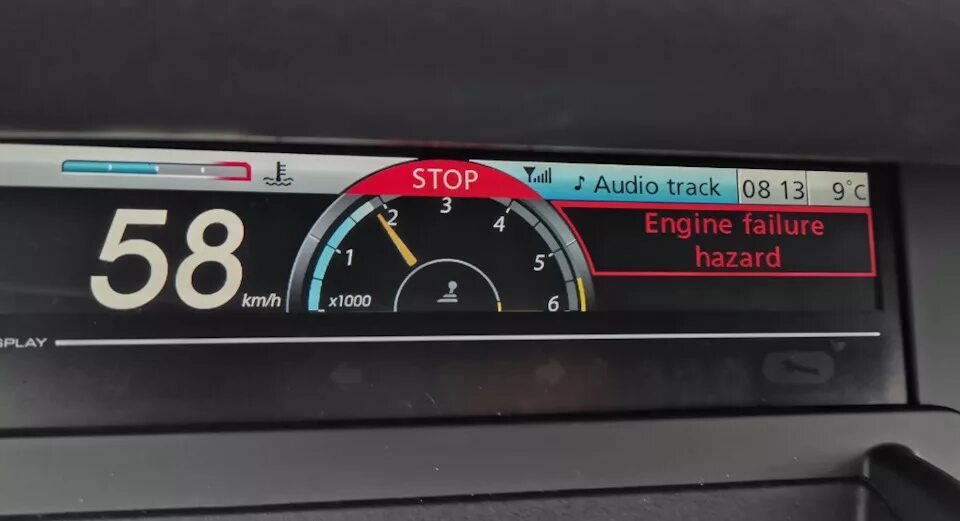 STOP
♪ Audio track
08 13
9°C
Engine failure
hazard
58 km/h
1
2
3
4
5
6
x1000
SPLAY